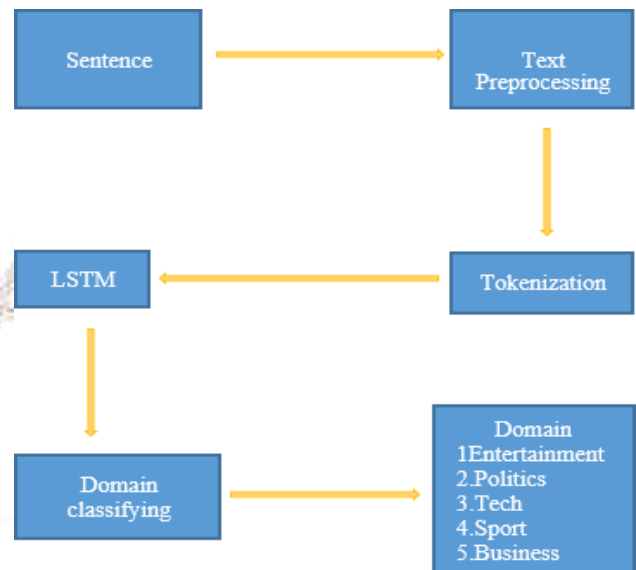 Sentence
Text
Preprocessing
Tokenization
LSTM
Domain
classifying
Domain
1Entertainment
2.Politics
3.Tech
4.Sport
5.Business